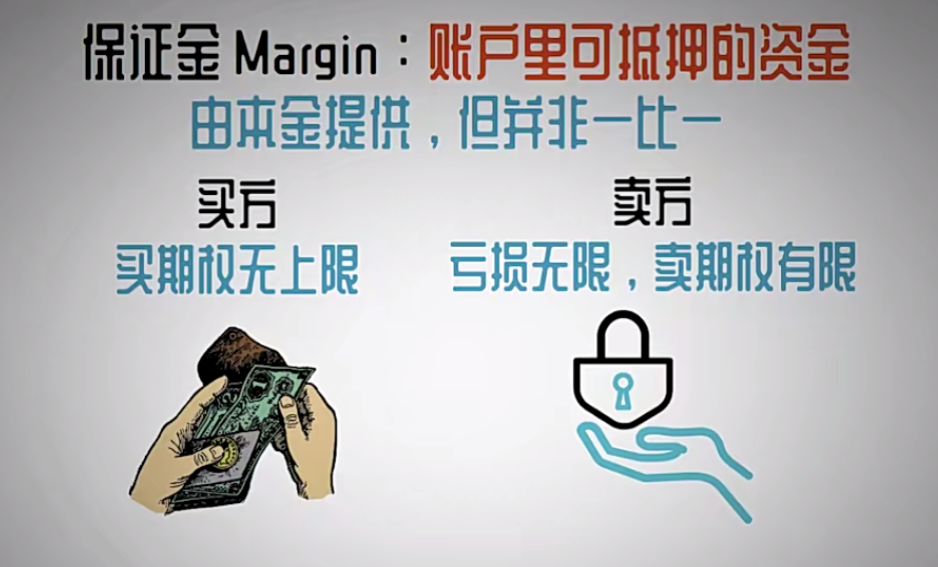 保证金 Margin：账户里可抵押的资金
由本金提供，但并非一比一
买方
买期权无上限
卖方
亏损无限，卖期权有限